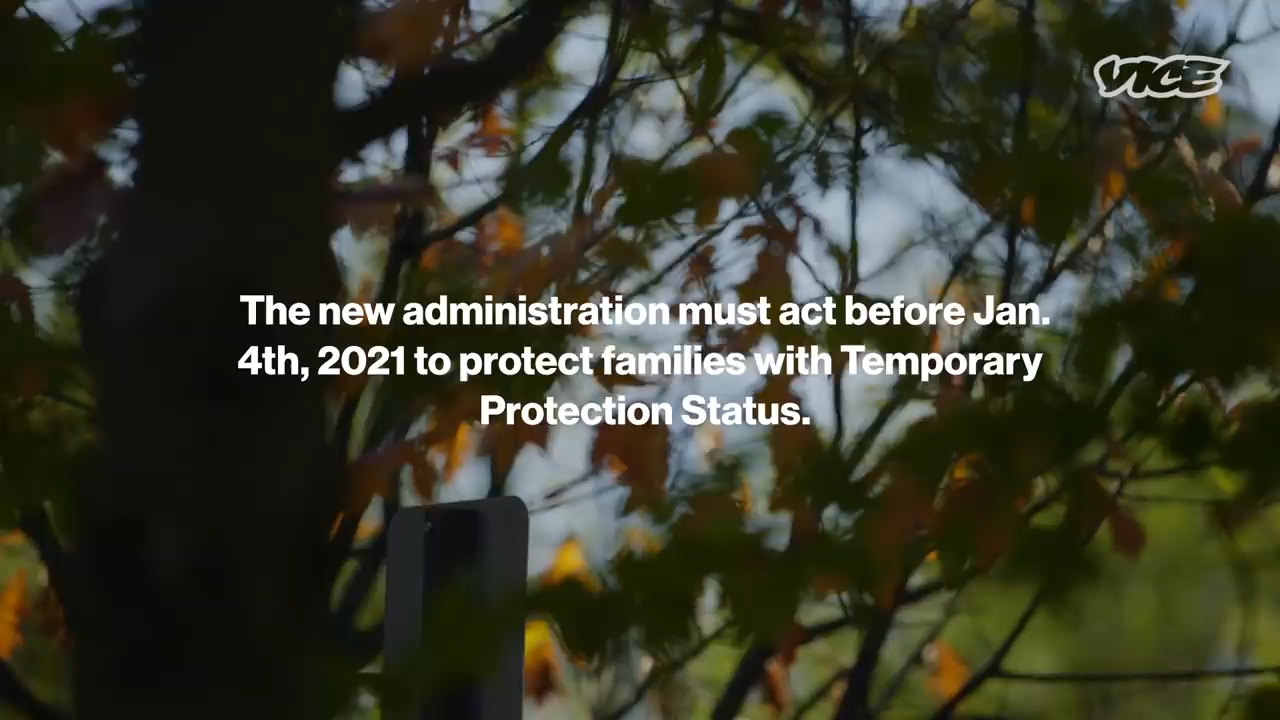 VICE
The new administration must act before Jan.
4th, 2021 to protect families with Temporary
Protection Status.